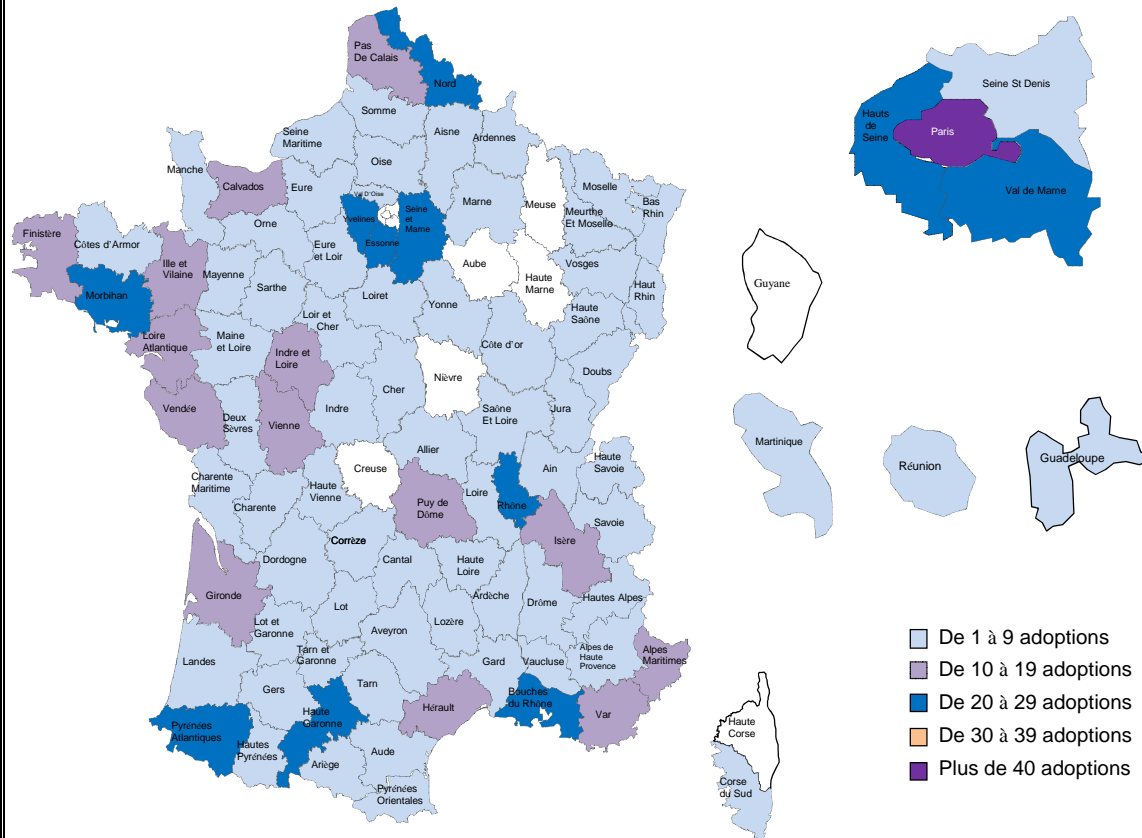 Pas
De Calais
Nord
Somme
Seine
Maritime
Aisne
Ardennes
Oise
Manche
Calvados
Eure
Val D'Oise
Yvelines
Seine
et
Marne
Essonne
Marne
Meuse
Moselle
Meurthe
Et Moselle
Bas
Rhin
Finistère
Côtes d'Armor
Orne
Eure
et Loir
Ille et
Vilaine
Mayenne
Sarthe
Aube
Haute
Marne
Vosges
Haut
Rhin
Morbihan
Loiret
Yonne
Haute
Saône
Loir et
Cher
Loire
Atlantique
Maine
et Loire
Indre et
Loire
Côte d'or
Doubs
Nièvre
Cher
Vendée
Deux
Sèvres
Vienne
Indre
Saône
Et Loire
Jura
Allier
Creuse
Ain
Haute
Savoie
Charente
Maritime
Charente
Haute
Vienne
Puy de
Dôme
Loire
Rhône
Savoie
Isère
Corrèze
Dordogne
Cantal
Haute
Loire
Gironde
Ardèche
Drôme
Hautes Alpes
Lot
Lot et
Garonne
Aveyron
Lozère
Tarn et
Garonne
Landes
Gard
Vaucluse
Alpes de
Haute
Provence
Alpes
Maritimes
Gers
Tarn
Haute
Garonne
Hérault
Bouches
du Rhône
Var
Pyrénées
Atlantiques
Hautes
Pyrénées
Ariège
Aude
Pyrénées
Orientales
Haute
Corse
Corse
du Sud
Seine St Denis
Hauts
de
Seine
Paris
Val de Marne
Guyane
Martinique
Réunion
Guadeloupe
De 1 à 9 adoptions
De 10 à 19 adoptions
De 20 à 29 adoptions
De 30 à 39 adoptions
Plus de 40 adoptions